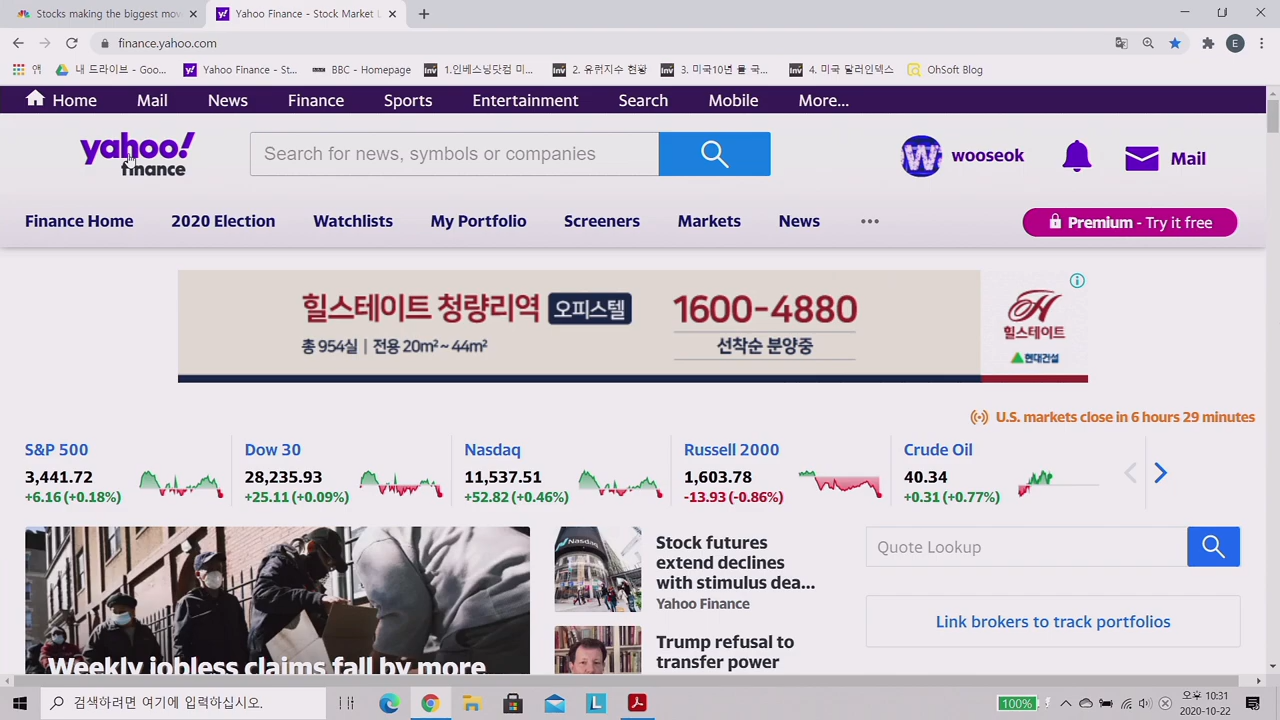 Stocks making the biggest mov
Yahoo Finance - Stock Market L
finance.yahoo.com
앱
내 드라이브 - Goo...
Yahoo Finance - St...
BBC - Homepage
1.인베스닝닷컴 미...
2. 유럽지수 현황
3. 미국10년 률 국...
4. 미국 달러인덱스
OhSoft Blog
Home
Mail
News
Finance
Sports
Entertainment
Search
Mobile
More...
yahoo!
finance
Search for news, symbols or companies
wooseok
Mail
Finance Home
2020 Election
Watchlists
My Portfolio
Screeners
Markets
News
Premium - Try it free
힐스테이트 청량리역 오피스텔
총 954실 | 전용 20m²~ 44m²
1600-4880
선착순 분양중
힐스테이트
현대건설
U.S. markets close in 6 hours 29 minutes
S&P 500
3,441.72
+6.16 (+0.18%)
Dow 30
28,235.93
+25.11 (+0.09%)
Nasdaq
11,537.51
+52.82 (+0.46%)
Russell 2000
1,603.78
-13.93 (-0.86%)
Crude Oil
40.34
+0.31 (+0.77%)
Weekly jobless claims fall by more
Nasdaq
Stock futures
extend declines
with stimulus dea...
Yahoo Finance
Trump refusal to
transfer power
Quote Lookup
Link brokers to track portfolios
검색하려면 여기에 입력하십시오.
100%
오후 10:31
2020-10-22